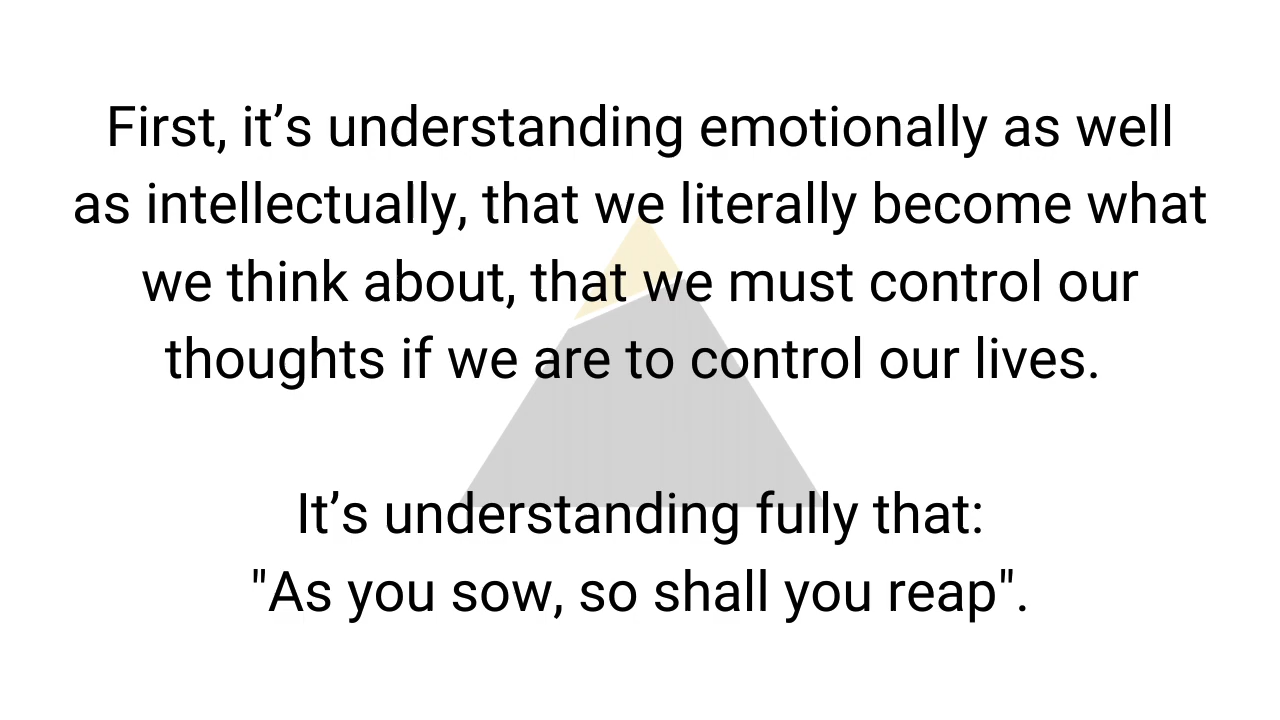 First, it’s understanding emotionally as well
as intellectually, that we literally become what
we think about, that we must control our
thoughts if we are to control our lives.
It’s understanding fully that:
"As you sow, so shall you reap".